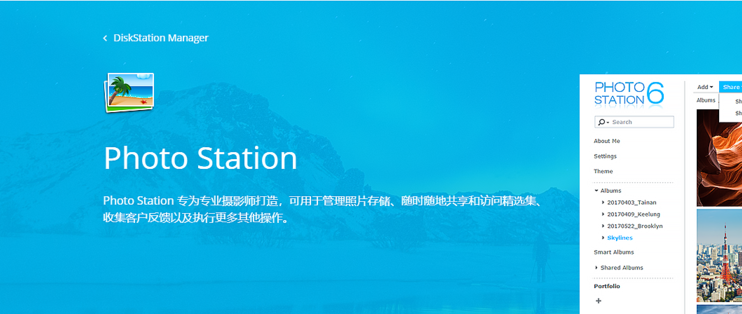 DiskStation Manager
Photo Station
Photo Station 专为专业摄影师打造，可用于管理照片存储、随时随地共享和访问精选集、
收集客户反馈以及执行更多其他操作。
PHOTO
STATION 6
Search
About Me
Settings
Theme
Albums
20170403_Tainan
20170409_Keelung
20170522_Brooklyn
Skylines
Smart Albums
Shared Albums
Portfolio
+
Add
Share
Albums
Sh
Sh